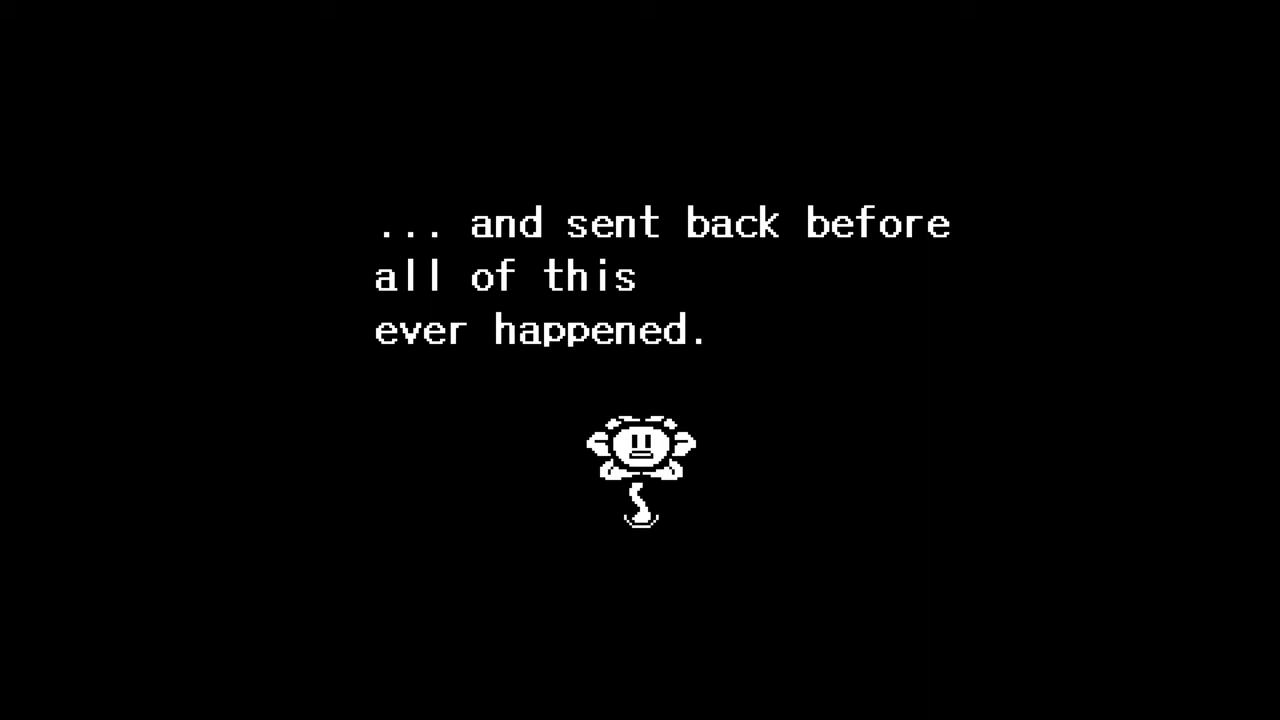 ... and sent back before
all of this
ever happened.